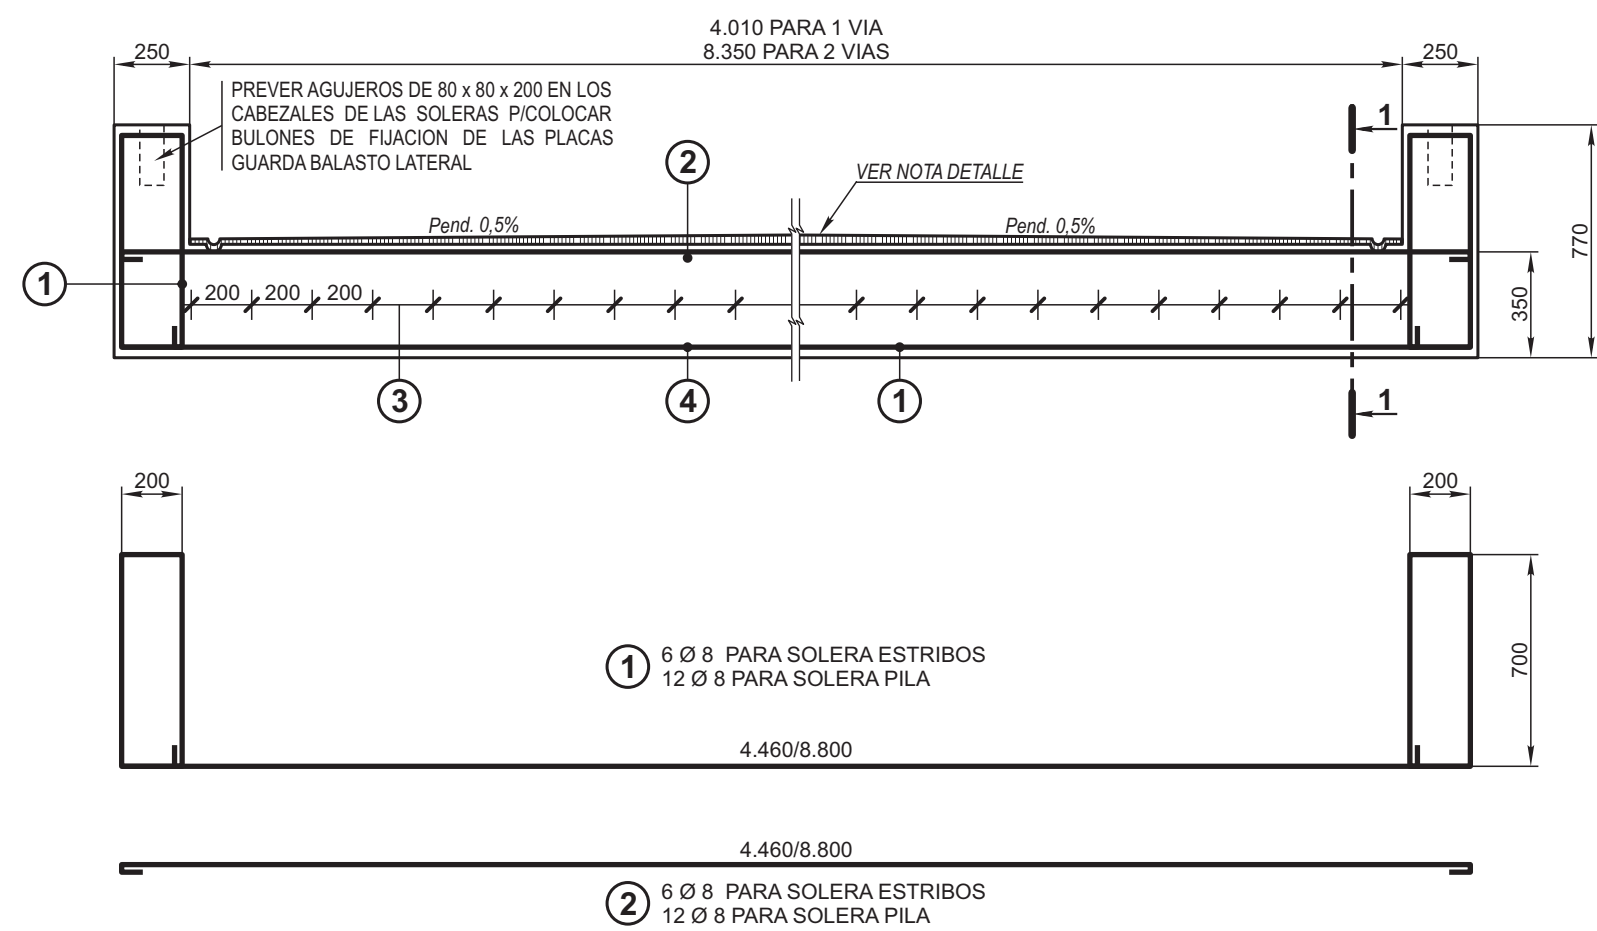 4.010 PARA 1 VIA
8.350 PARA 2 VIAS
250
250
PREVER AGUJEROS DE 80 x 80 x 200 EN LOS
CABEZALES DE LAS SOLERAS P/COLOCAR
BULONES DE FIJACION DE LAS PLACAS
GUARDA BALASTO LATERAL
1
2
VER NOTA DETALLE
Pend. 0,5%
Pend. 0,5%
770
1
200
200
200
350
3
4
1
1
200
200
1
6 Ø 8 PARA SOLERA ESTRIBOS
12 Ø 8 PARA SOLERA PILA
700
4.460/8.800
4.460/8.800
2
6 Ø 8 PARA SOLERA ESTRIBOS
12 Ø 8 PARA SOLERA PILA